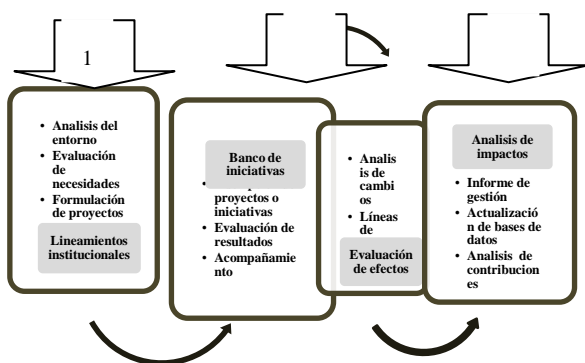 1
• Analisis del
entorno
• Evaluación
de
necesidades
• Formulación
de proyectos
Lineamientos
institucionales
Banco de
iniciativas
proyectos o
iniciativas
• Evaluación de
resultados
• Acompañamie
nto
• Analis
is de
cambi
os
• Líneas
de
Evaluación
de efectos
Analisis de
impactos
• Informe de
gestión
• Actualizació
n de bases de
datos
• Analisis de
contribucion
es